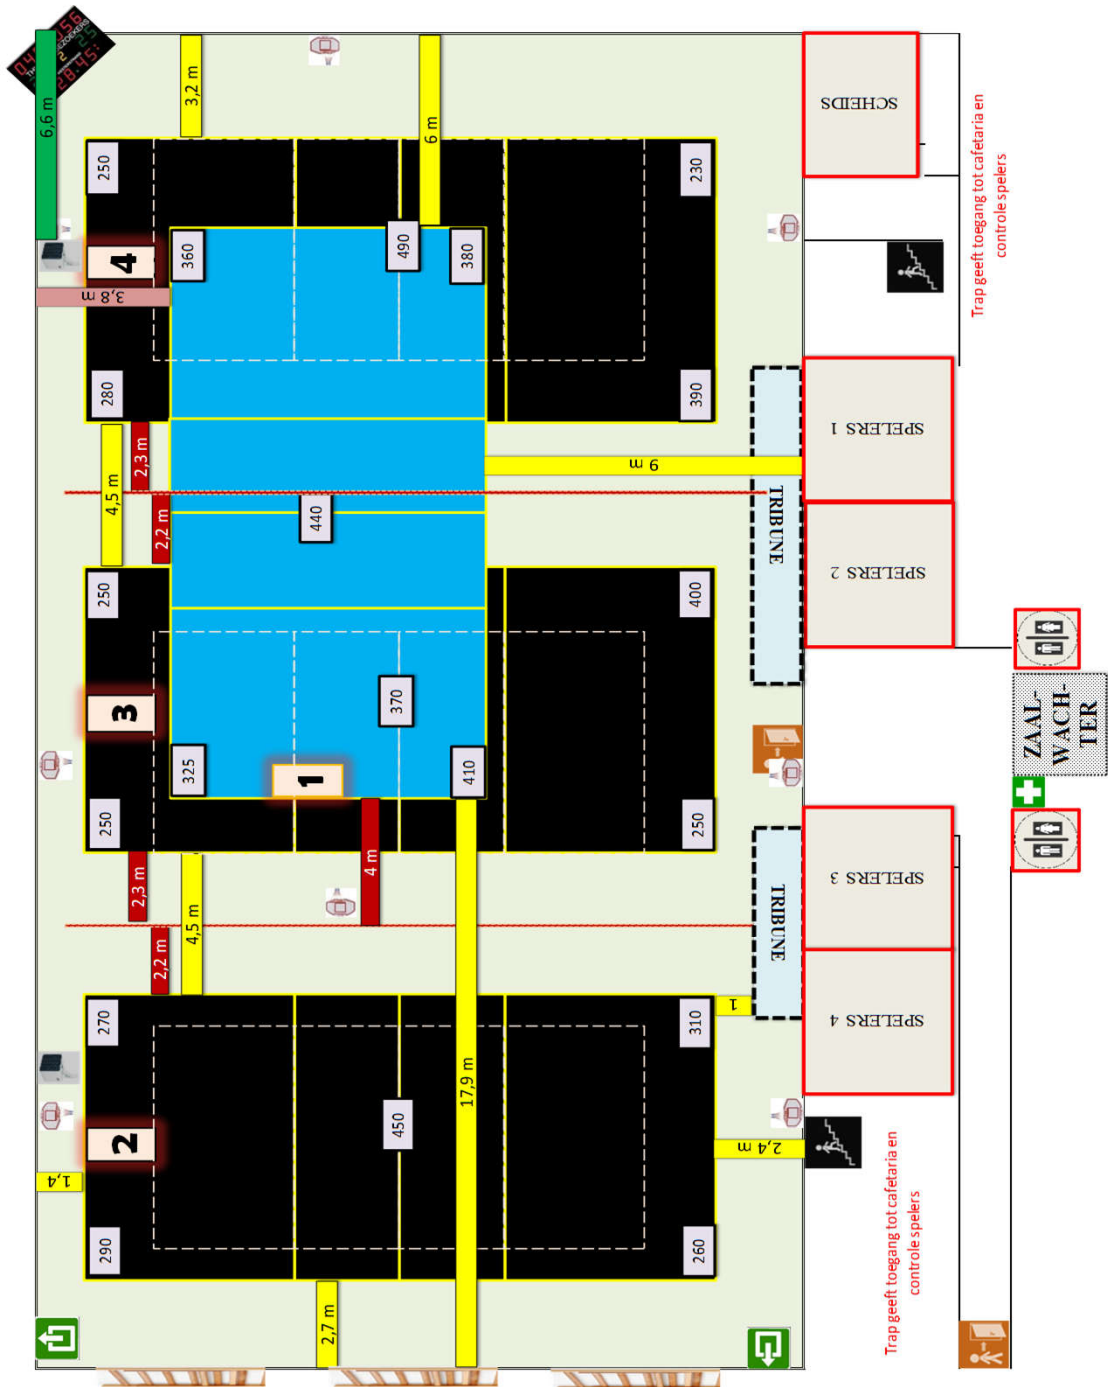 6,6 m
3,2 m
6 m
250
230
4
360
490
380
3,8 m
280
390
2,3 m
4,5 m
2,2 m
440
9 m
250
400
3
370
325
1
410
250
250
2,3 m
4 m
4,5 m
2,2 m
17,9 m
270
310
1
450
2
1,4
2,4 m
290
260
2,7 m
SCHEIDS
Trap geeft toegang tot cafetaria en
controle spelers
SPELERS 1
TRIBUNE
SPELERS 2
ZAAL-
WACH-
TER
SPELERS 3
TRIBUNE
SPELERS 4
Trap geeft toegang tot cafetaria en
controle spelers